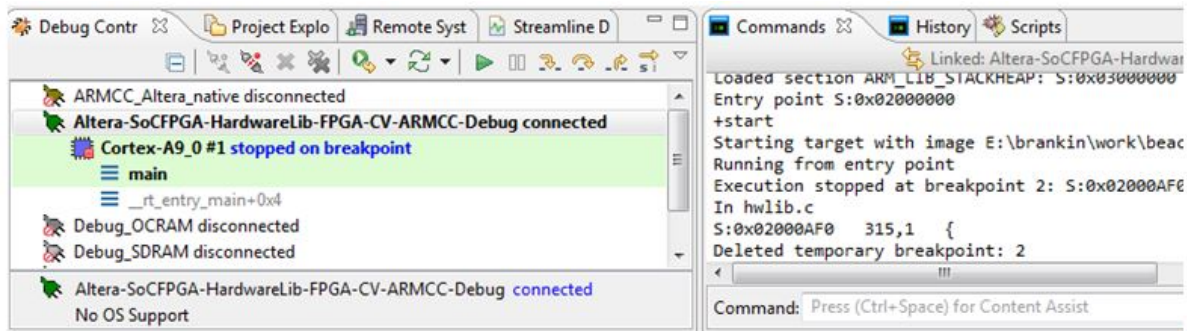 Debug Contr Project Explo Remote Syst Streamline D
ARMCC_Altera_native disconnected
Altera-SoCFPGA-HardwareLib-FPGA-CV-ARMCC-Debug connected
Cortex-A9_0 #1 stopped on breakpoint
main
__rt_entry_main+0x4
Debug_OCRAM disconnected
Debug_SDRAM disconnected
Altera-SoCFPGA-HardwareLib-FPGA-CV-ARMCC-Debug connected
No OS Support
Commands History Scripts
Linked: Altera-SoCFPGA-Hardwar
Loaded section ARM_LIB_STACKHEAP: S:0x03000000
Entry point S:0x02000000
+start
Starting target with image E:\brankin\work\beac
Running from entry point
Execution stopped at breakpoint 2: S:0x02000AF0
In hwlib.c
S:0x02000AF0 315,1 {
Deleted temporary breakpoint: 2
Command: Press (Ctrl+Space) for Content Assist